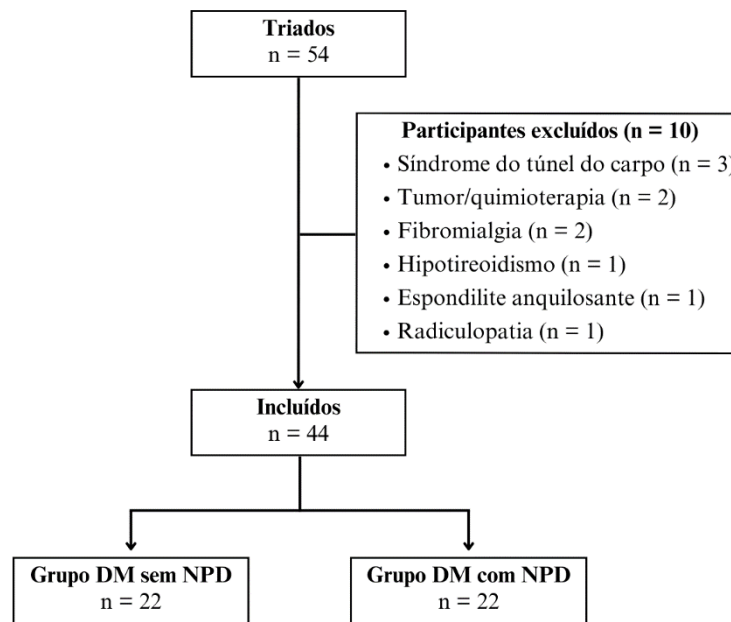 Triados
n = 54
Participantes excluídos (n = 10)
• Síndrome do túnel do carpo (n = 3)
• Tumor/quimioterapia (n = 2)
• Fibromialgia (n = 2)
• Hipotireoidismo (n = 1)
• Espondilite anquilosante (n = 1)
• Radiculopatia (n = 1)
Incluídos
n = 44
Grupo DM sem NPD
n = 22
Grupo DM com NPD
n = 22